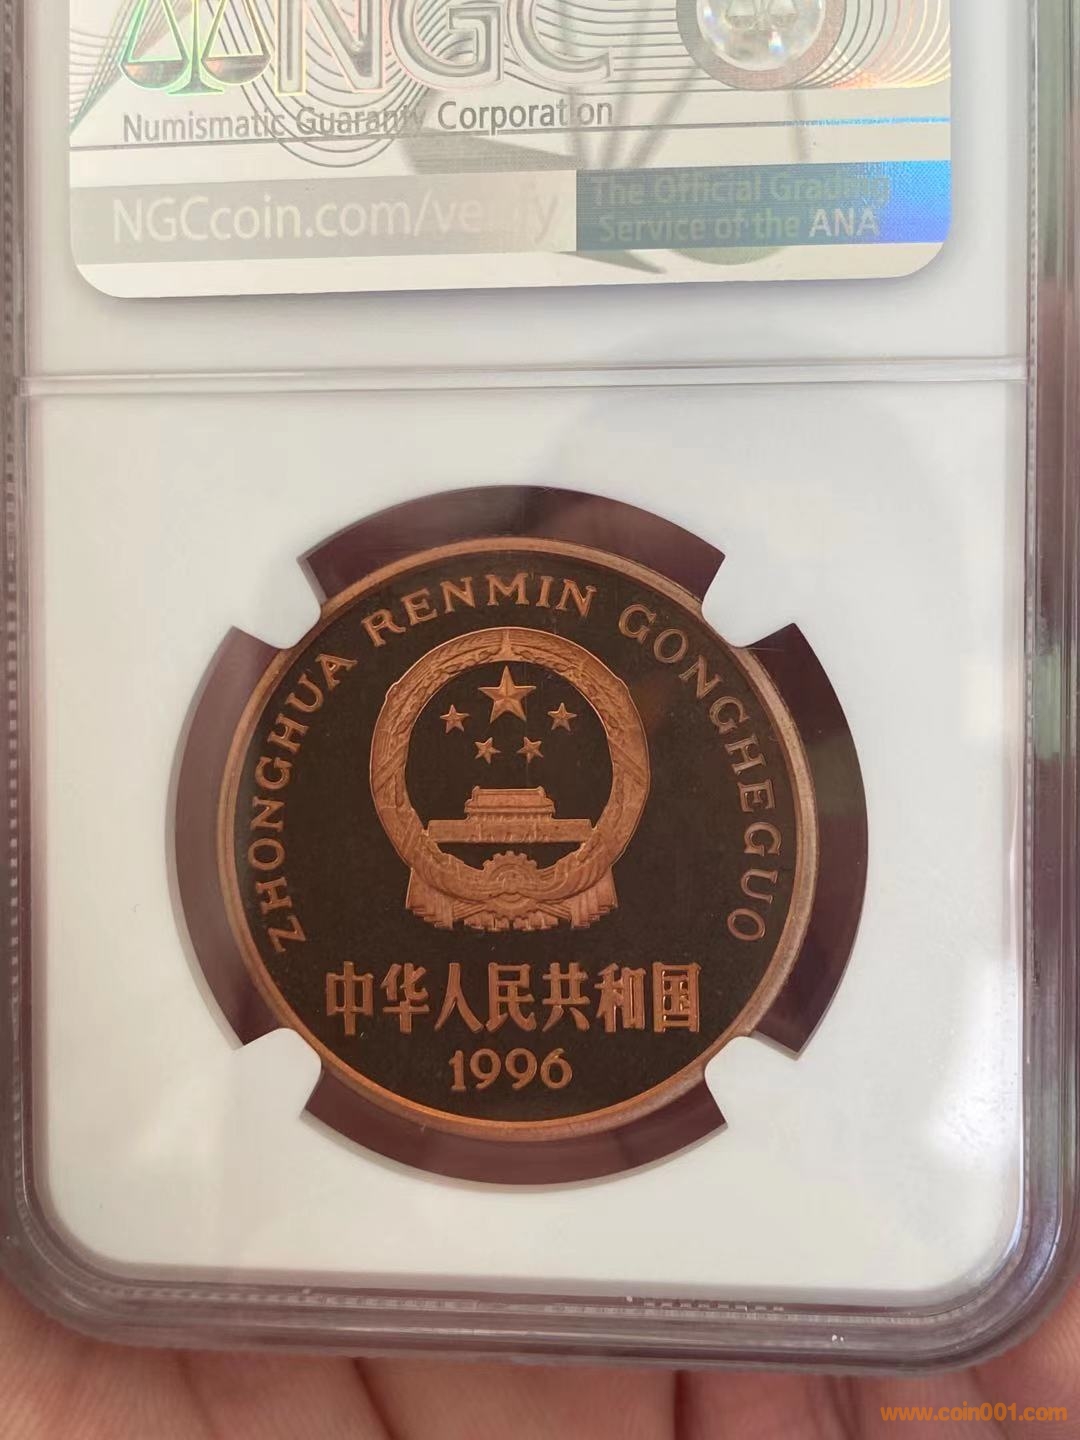 NGC
Numismatic Guaranty Corporation
NGCcoin.com/verify
The Official Grading
Service of the ANA
ZHONGHUA RENMIN GONGHEGUO
中华人民共和国
1996
www.coin001.com